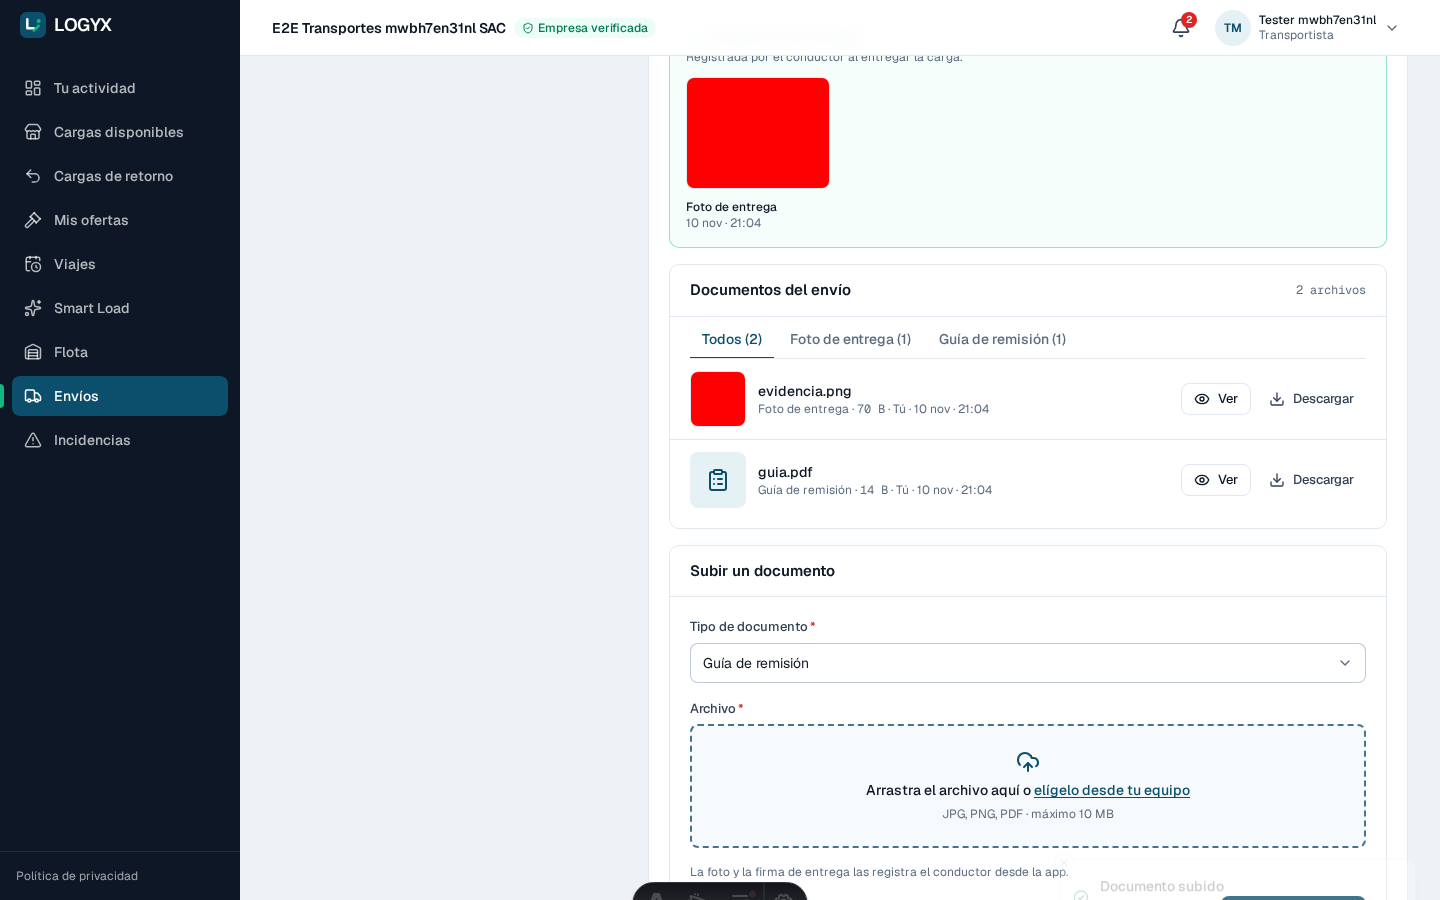 LOGYX
E2E Transportes mwbh7en31nl SAC
Empresa verificada
2
TM
Tester mwbh7en31nl
Transportista
Tu actividad
Cargas disponibles
Cargas de retorno
Mis ofertas
Viajes
Smart Load
Flota
Envíos
Incidencias
Política de privacidad
Registrada por el conductor al entregar la carga.
Foto de entrega
10 nov · 21:04
Documentos del envío
2 archivos
Todos (2)
Foto de entrega (1)
Guía de remisión (1)
evidencia.png
Foto de entrega · 70 B · Tú · 10 nov · 21:04
Ver
Descargar
guia.pdf
Guía de remisión · 14 B · Tú · 10 nov · 21:04
Ver
Descargar
Subir un documento
Tipo de documento *
Guía de remisión
Archivo *
Arrastra el archivo aquí o elígelo desde tu equipo
JPG, PNG, PDF · máximo 10 MB
La foto y la firma de entrega las registra el conductor desde la app.
Documento subido